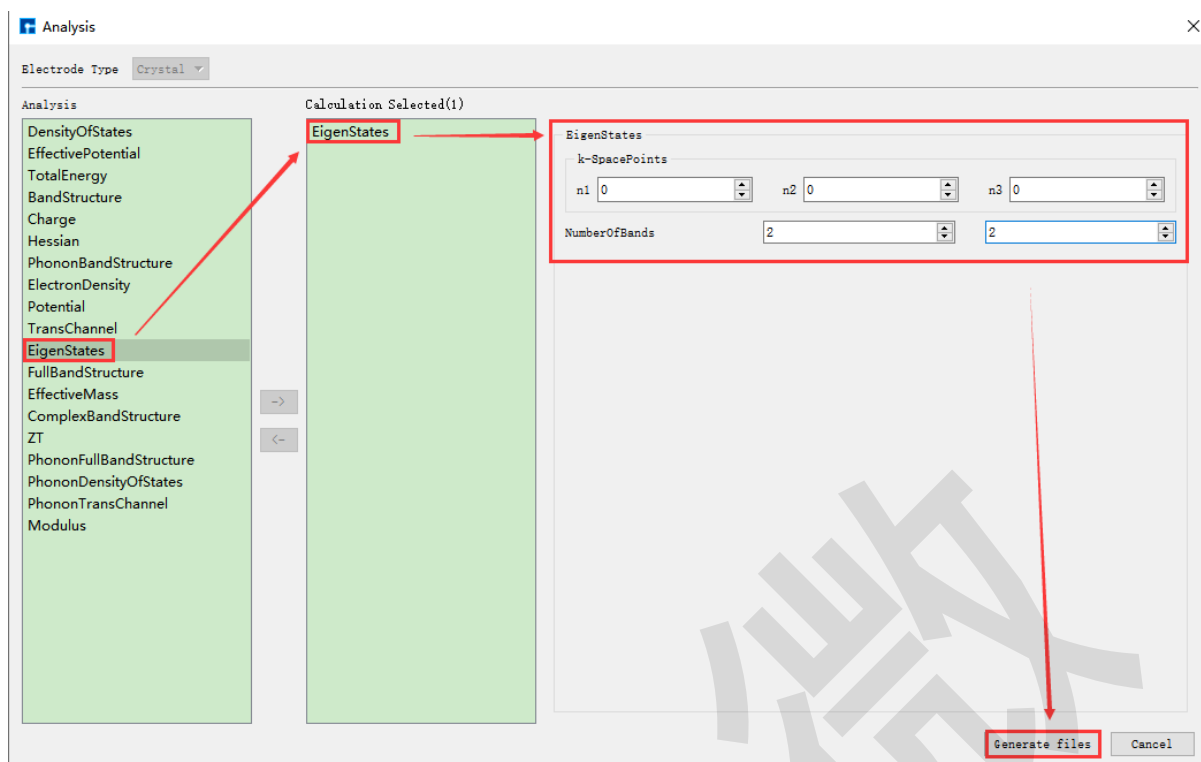 Analysis
Electrode Type Crystal
Analysis
Calculation Selected(1)
DensityOfStates
EffectivePotential
TotalEnergy
BandStructure
Charge
Hessian
PhononBandStructure
ElectronDensity
Potential
TransChannel
EigenStates
FullBandStructure
EffectiveMass
ComplexBandStructure
ZT
PhononFullBandStructure
PhononDensityOfStates
PhononTransChannel
Modulus
->
<-
EigenStates
EigenStates
k-SpacePoints
n1 0 n2 0 n3 0
NumberOfBands 2 2
Generate files Cancel
微